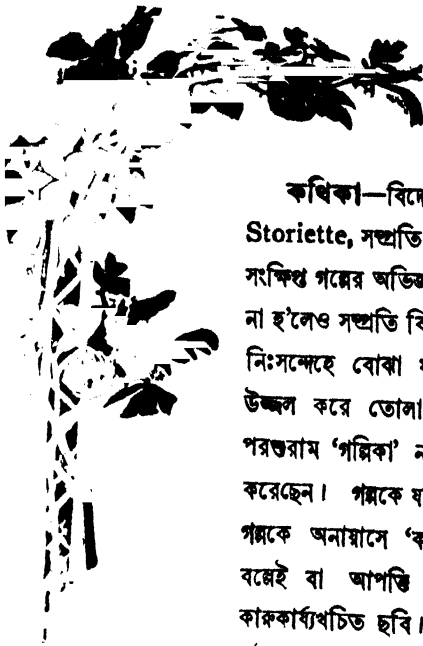 কথিকা—বিদে
Storiette, সম্প্রতি
সংক্ষিপ্ত গল্পের অভিজ্ঞ
না হ'লেও সম্প্রতি বি
নিঃসন্দেহে বোঝা
উজ্জ্বল করে তোলা
পরশুরাম 'গল্পিকা' ন
করেছেন। গল্পকে য
গল্পকে অনায়াসে 'ক
বল্লেই বা আপত্তি
কারুকার্য্যখচিত ছবি।